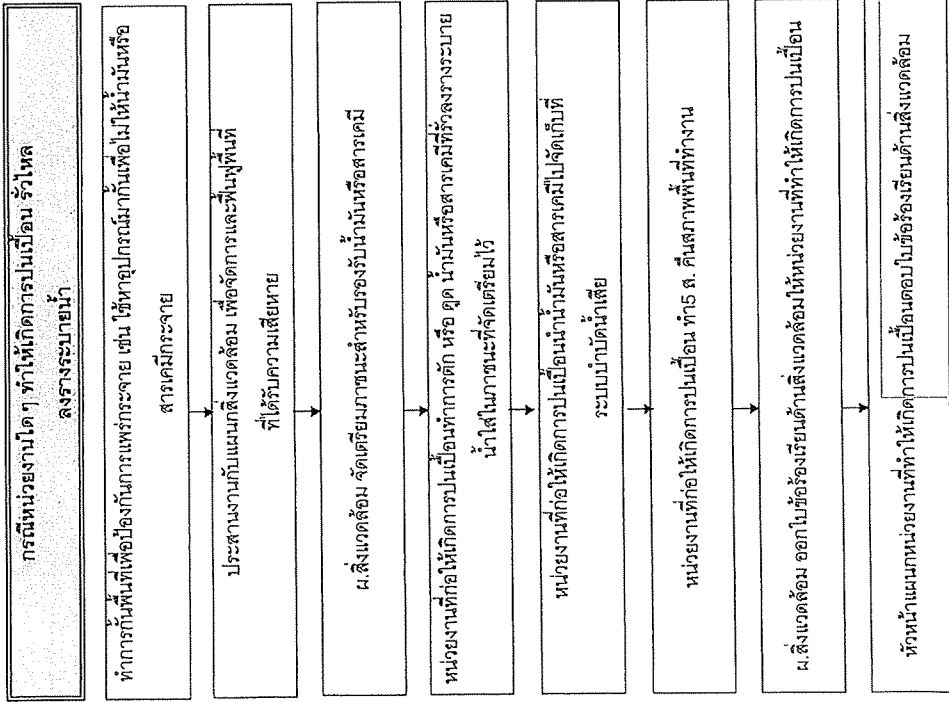 กรณีหน่วยงานใด ๆ ทำให้เกิดการปนเปื้อน รั่วไหล
ลงรางระบายน้ำ
ทำการกั้นพื้นที่เพื่อป้องกันการแพร่กระจาย เช่น ใช้หาอุปกรณ์มากั้นเพื่อไม่ให้น้ำมันหรือ
สารเคมีกระจาย
ประสานงานกับแผนกสิ่งแวดล้อม เพื่อจัดการและฟื้นฟูพื้นที่
ที่ได้รับความเสียหาย
ผ.สิ่งแวดล้อม จัดเตรียมภาชนะสำหรับรองรับน้ำมันหรือสารเคมี
หน่วยงานที่ก่อให้เกิดการปนเปื้อนทำการตัก หรือ ดูด น้ำมันหรือสารเคมีที่รั่วลงรางระบาย
น้ำใส่ในภาชนะที่จัดเตรียมไว้
หน่วยงานที่ก่อให้เกิดการปนเปื้อนนำน้ำมันหรือสารเคมีไปจัดเก็บที่
ระบบบำบัดน้ำเสีย
หน่วยงานที่ก่อให้เกิดการปนเปื้อน ทำ5 ส. คืนสภาพพื้นที่ทำงาน
ผ.สิ่งแวดล้อม ออกใบข้อร้องเรียนด้านสิ่งแวดล้อมให้หน่วยงานที่ทำให้เกิดการปนเปื้อน
หัวหน้าแผนกหน่วยงานที่ทำให้เกิดการปนเปื้อนตอบใบข้อร้องเรียนด้านสิ่งแวดล้อม